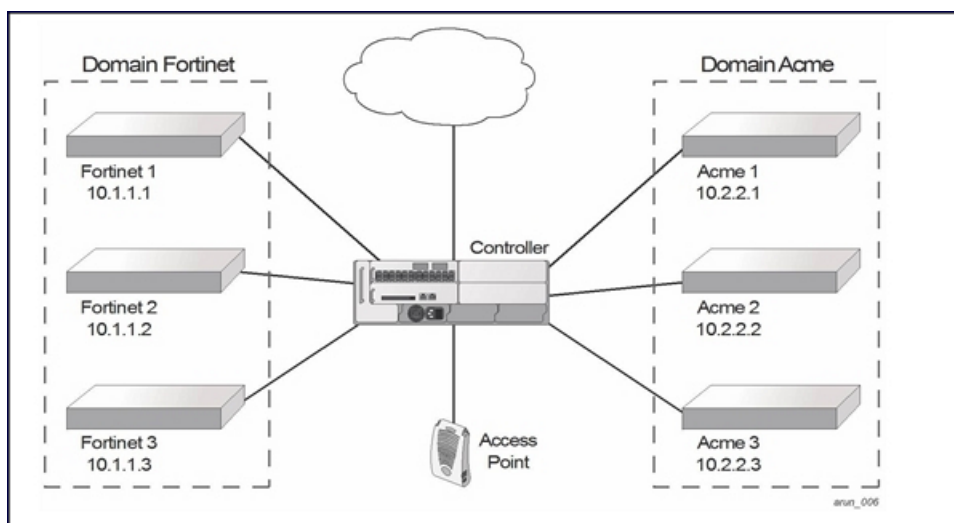 Domain Fortinet
Domain Acme
Fortinet 1
10.1.1.1
Acme 1
10.2.2.1
Controller
Fortinet 2
10.1.1.2
Acme 2
10.2.2.2
Fortinet 3
10.1.1.3
Access
Point
Acme 3
10.2.2.3
arun_006